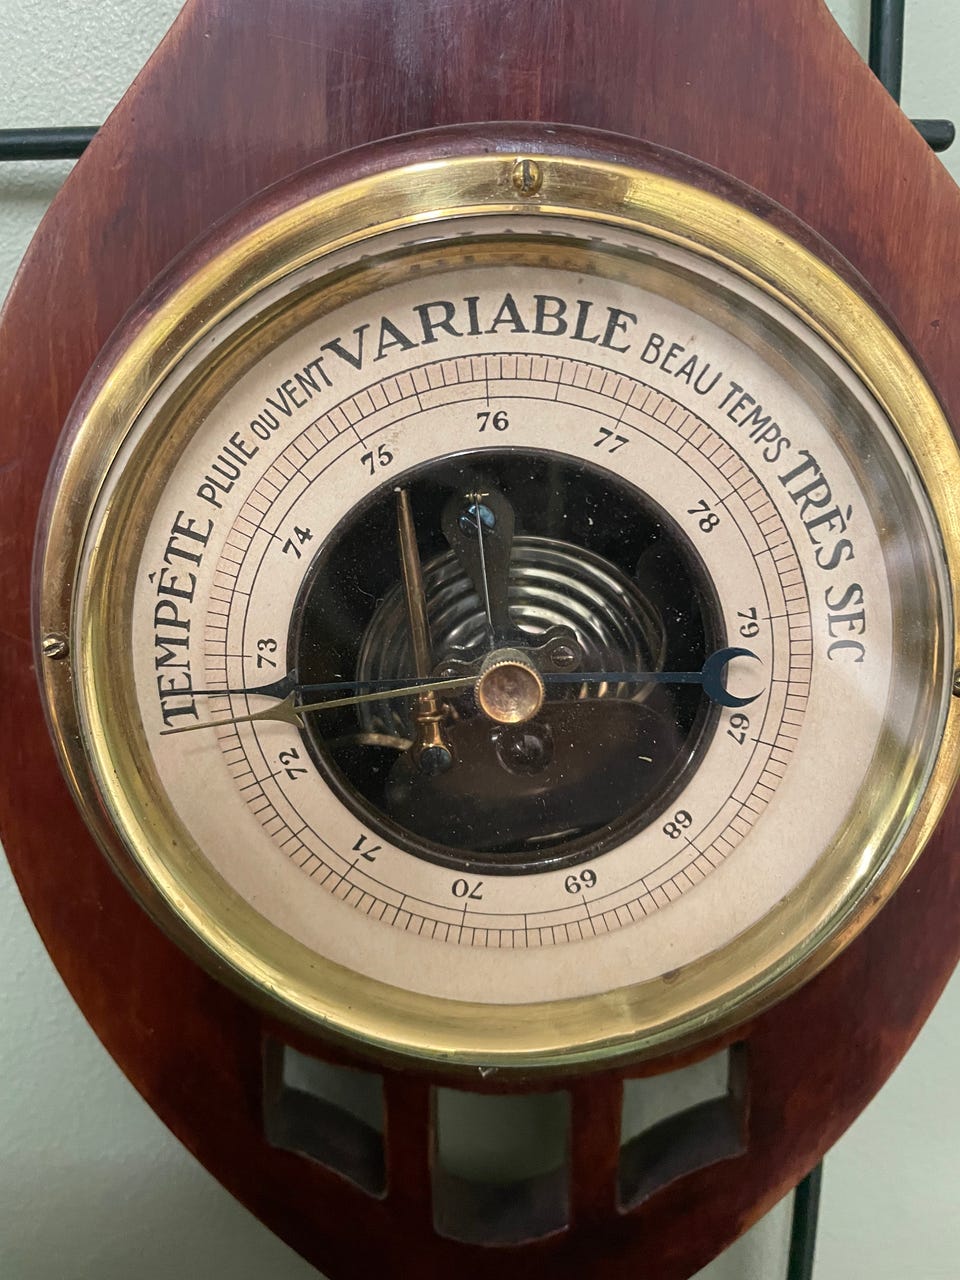 TEMPÊTE PLUIE OU VENT VARIABLE BEAU TEMPS TRÈS SEC
67 68 69 70 71 72 73 74 75 76 77 78 79